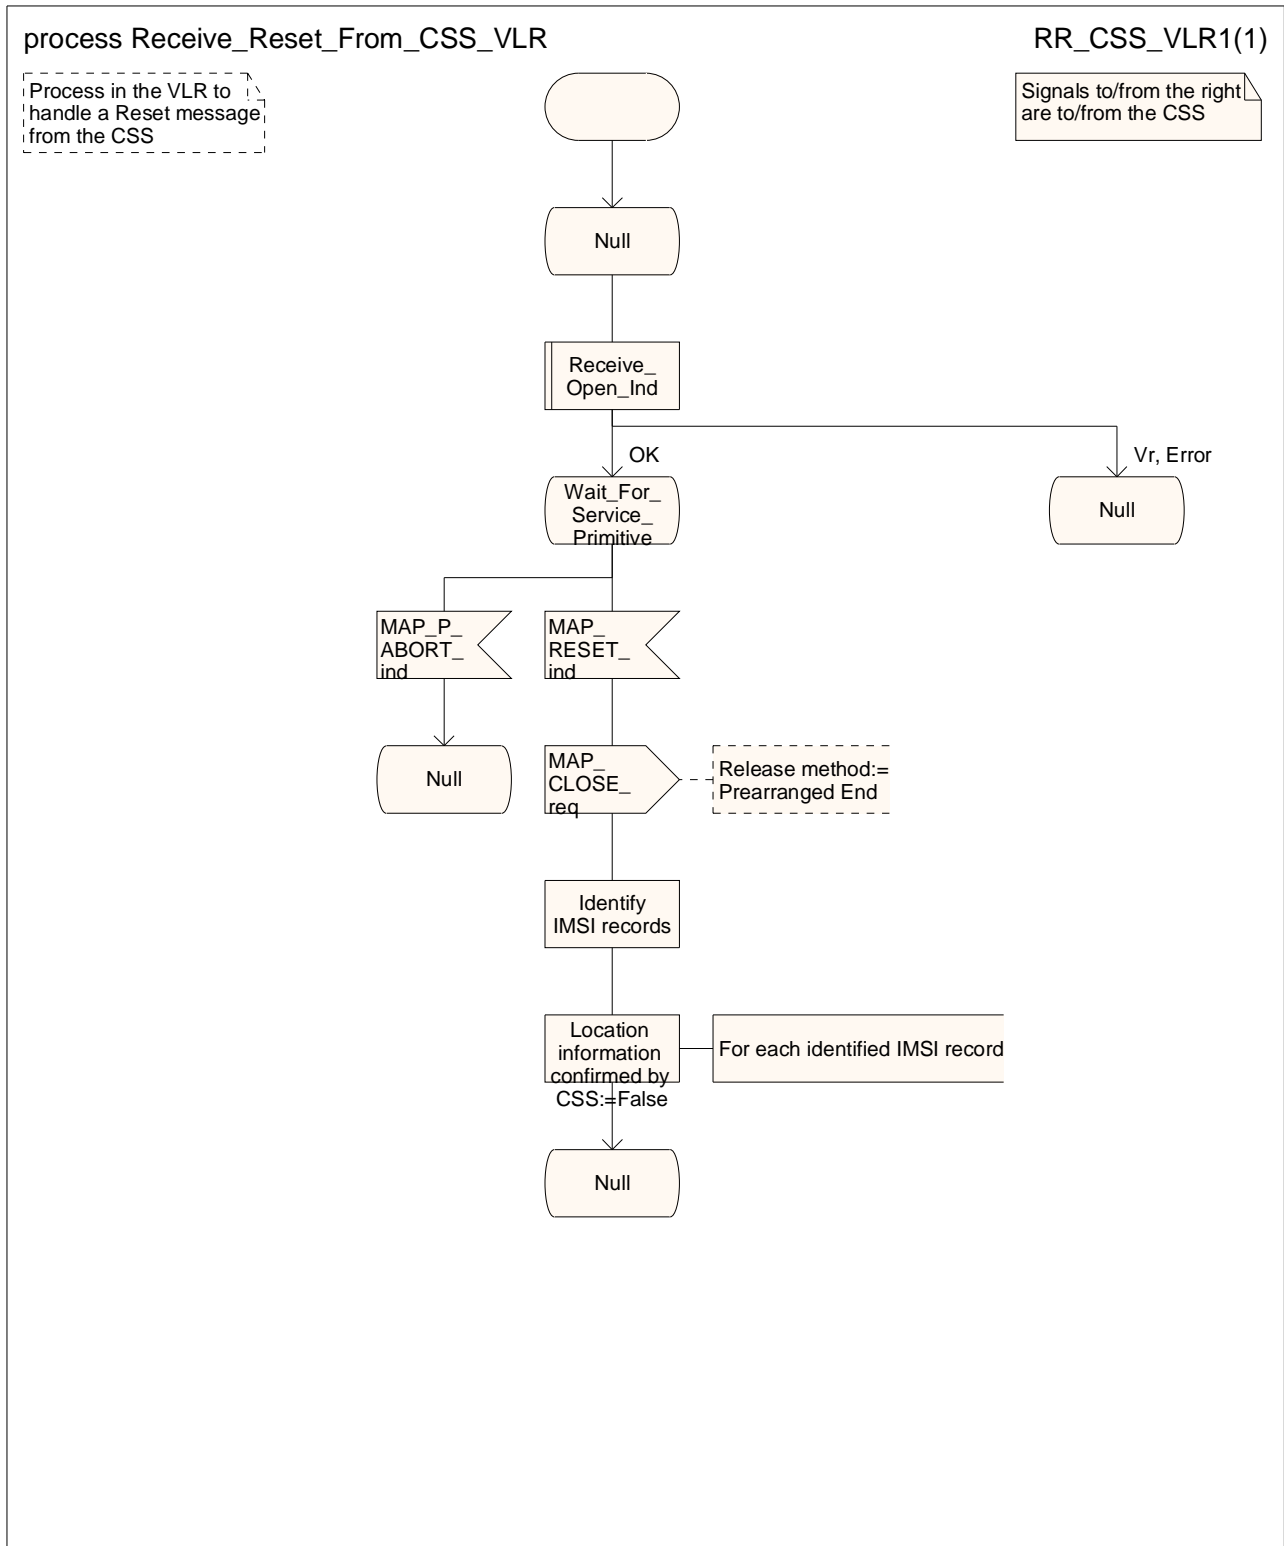 process Receive_Reset_From_CSS_VLR
RR_CSS_VLR1(1)
Process in the VLR to
handle a Reset message
from the CSS
Signals to/from the right
are to/from the CSS
Null
Receive_
Open_Ind
OK
Vr, Error
Wait_For_
Service_
Primitive
Null
MAP_P_
ABORT_
ind
MAP_
RESET_
ind
Null
MAP_
CLOSE_
req
Release method:=
Prearranged End
Identify
IMSI records
Location
information
confirmed by
CSS:=False
For each identified IMSI record
Null